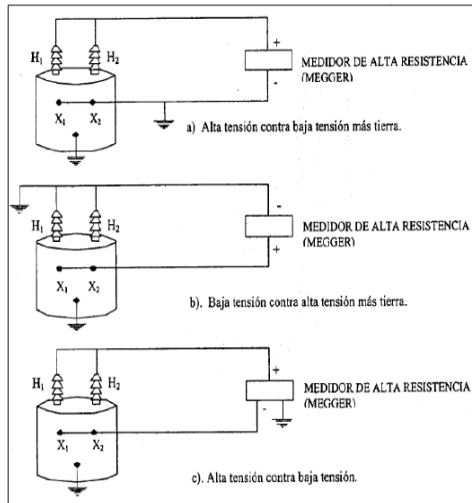 H₁ H₂
+
MEDIDOR DE ALTA RESISTENCIA
(MEGGER)
-
X₁ X₂
a) Alta tensión contra baja tensión más tierra.
-
H₁ H₂
MEDIDOR DE ALTA RESISTENCIA
(MEGGER)
+
X₁ X₂
b). Baja tensión contra alta tensión más tierra.
H₁ H₂
+
MEDIDOR DE ALTA RESISTENCIA
(MEGGER)
-
X₁ X₂
c). Alta tensión contra baja tensión.